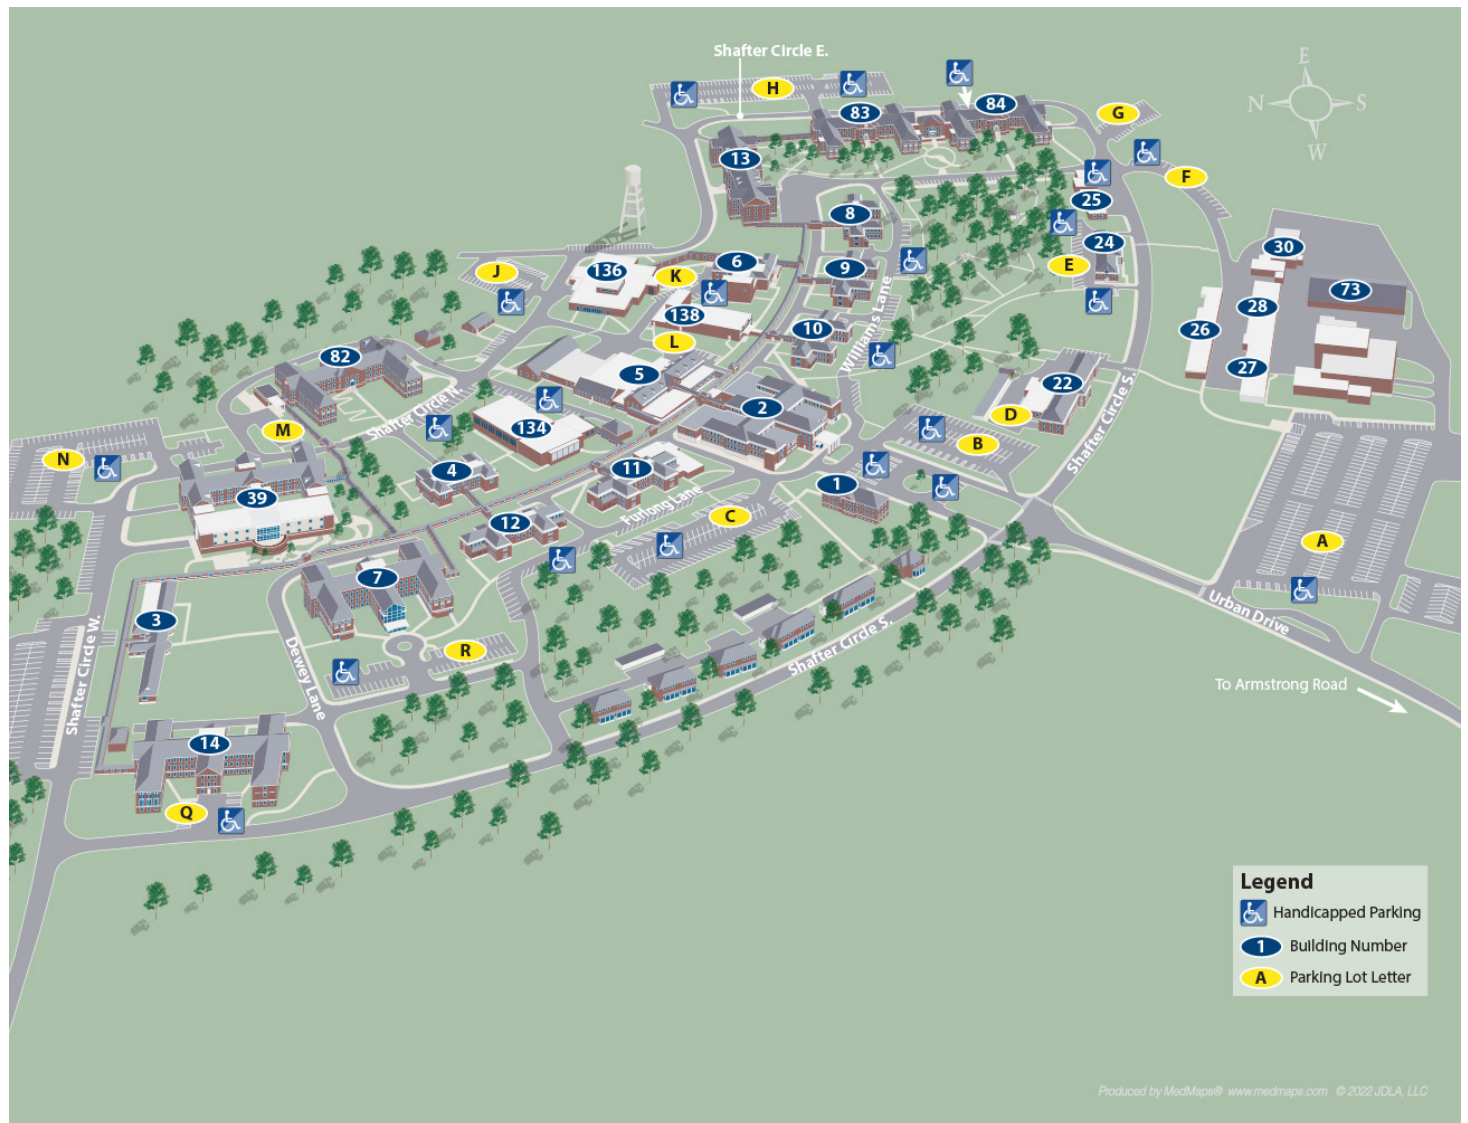 Shafter Circle E.
E
N
S
W
H
83
84
G
13
F
25
8
24
30
J
136
K
6
9
E
73
28
138
10
26
L
82
5
Williams Lane
27
22
2
D
Shafter Circle N.
134
M
B
Shafter Circle S.
N
4
11
1
39
Furlong Lane
C
12
A
7
3
Urban Drive
R
Shafter Circle S.
Shafter Circle W.
Dewey Lane
To Armstrong Road
14
Q
Legend
Handicapped Parking
1 Building Number
A Parking Lot Letter
Produced by MedMaps® www.medmaps.com © 2022 JDLA, LLC